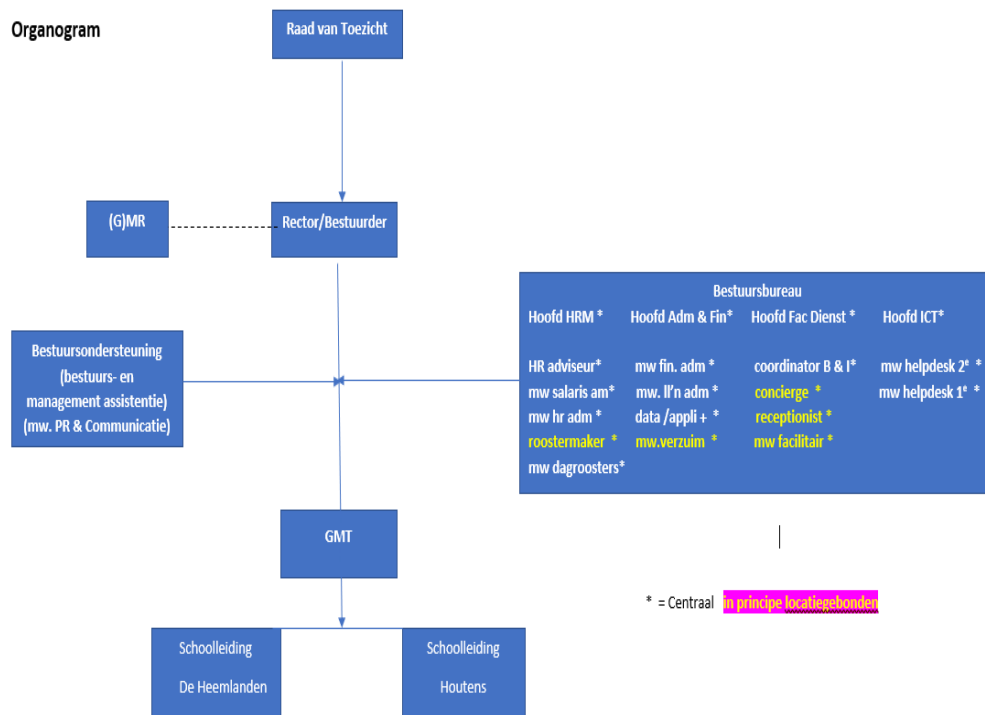 Organogram
Raad van Toezicht
(G)MR
Rector/Bestuurder
Bestuursbureau
Hoofd HRM * Hoofd Adm & Fin* Hoofd Fac Dienst * Hoofd ICT*
HR adviseur* mw fin. adm * coordinator B & I* mw helpdesk 2e *
mw salaris am* mw. ll'n adm * concierge * mw helpdesk 1e *
mw hr adm * data /appli + * receptionist *
roostermaker * mw.verzuim * mw facilitair *
mw dagroosters*
Bestuursondersteuning
(bestuurs- en
management assistentie)
(mw. PR & Communicatie)
GMT
* = Centraal in principe locatiegebonden
Schoolleiding
De Heemlanden
Schoolleiding
Houtens